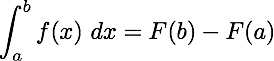 ∫_a^b f(x) dx = F(b) − F(a)